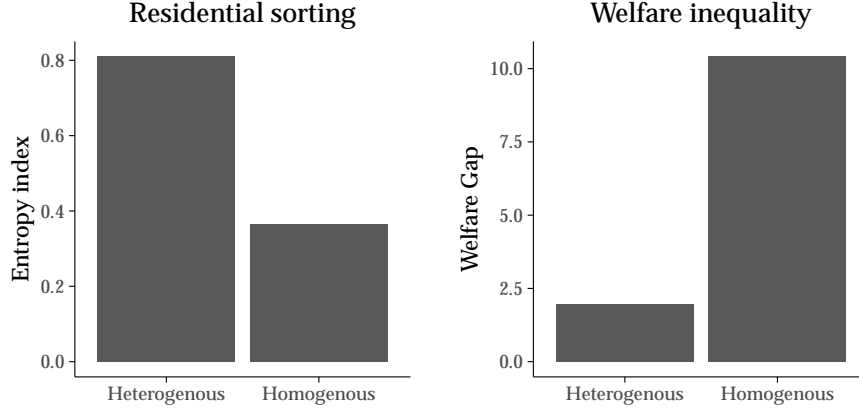 Residential sorting
Entropy index
0.8
0.6
0.4
0.2
0.0
Heterogenous
Homogenous
Welfare inequality
Welfare Gap
10.0
7.5
5.0
2.5
0.0
Heterogenous
Homogenous